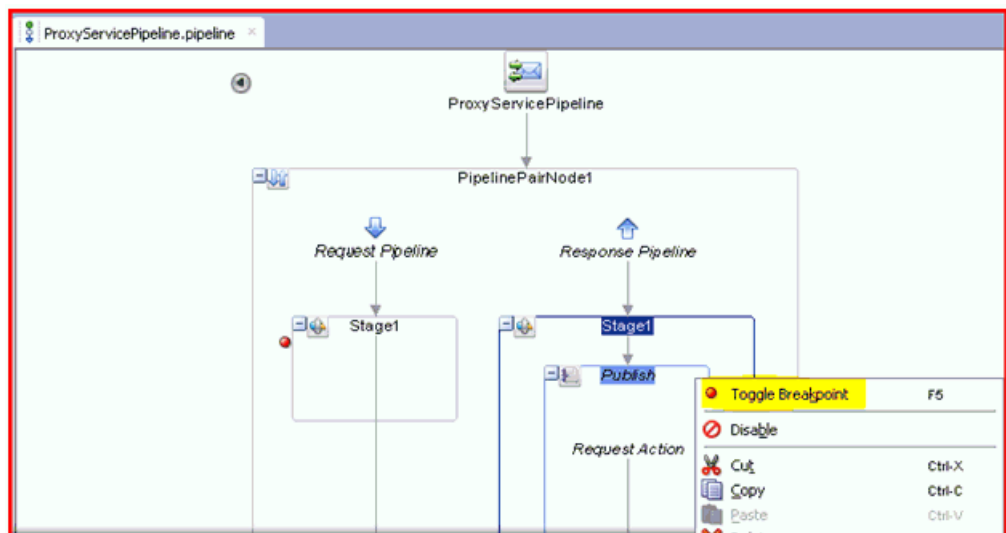 ProxyServicePipeline.pipeline
ProxyServicePipeline
PipelinePairNode1
Request Pipeline
Response Pipeline
Stage1
Stage1
Publish
Toggle Breakpoint F5
Disable
Request Action
Cut Ctrl-X
Copy Ctrl-C
Paste Ctrl-V